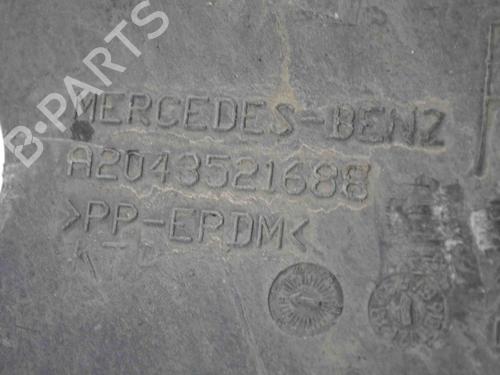 B-PARTS
MERCEDES-BENZ
A2043521688
>PP-EPDM<